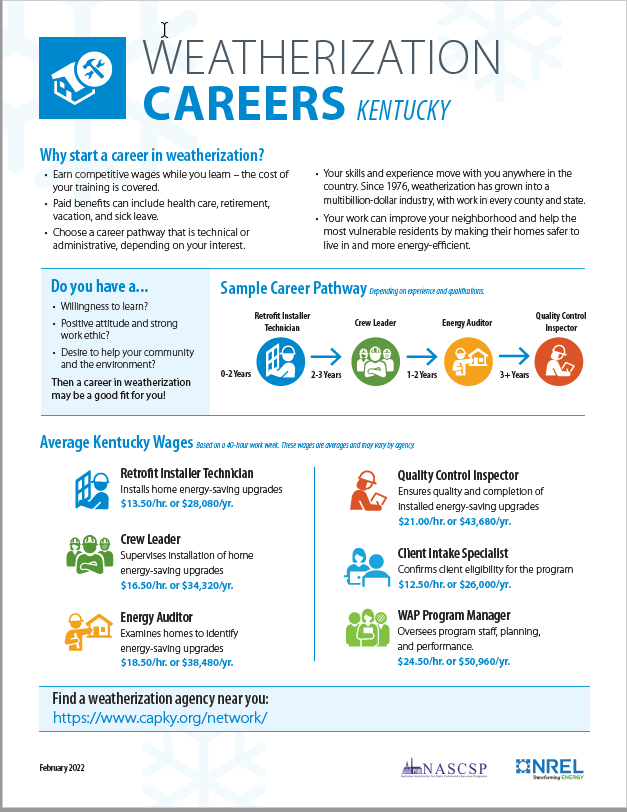 WEATHERIZATION
CAREERS KENTUCKY
Why start a career in weatherization?
• Earn competitive wages while you learn – the cost of
your training is covered.
• Paid benefits can include health care, retirement,
vacation, and sick leave.
• Choose a career pathway that is technical or
administrative, depending on your interest.
• Your skills and experience move with you anywhere in the
country. Since 1976, weatherization has grown into a
multibillion-dollar industry, with work in every county and state.
• Your work can improve your neighborhood and help the
most vulnerable residents by making their homes safer to
live in and more energy-efficient.
Do you have a...
• Willingness to learn?
• Positive attitude and strong
work ethic?
• Desire to help your community
and the environment?
Then a career in weatherization
may be a good fit for you!
Sample Career Pathway Depending on experience and qualifications.
Retrofit Installer
Technician
Crew Leader
Energy Auditor
Quality Control
Inspector
0-2 Years
2-3 Years
1-2 Years
3+ Years
Average Kentucky Wages Based on a 40-hour work week. These wages are averages and may vary by agency.
Retrofit Installer Technician
Installs home energy-saving upgrades
$13.50/hr. or $28,080/yr.
Crew Leader
Supervises installation of home
energy-saving upgrades
$16.50/hr. or $34,320/yr.
Energy Auditor
Examines homes to identify
energy-saving upgrades
$18.50/hr. or $38,480/yr.
Quality Control Inspector
Ensures quality and completion of
installed energy-saving upgrades
$21.00/hr. or $43,680/yr.
Client Intake Specialist
Confirms client eligibility for the program
$12.50/hr. or $26,000/yr.
WAP Program Manager
Oversees program staff, planning,
and performance.
$24.50/hr. or $50,960/yr.
Find a weatherization agency near you:
https://www.capky.org/network/
February 2022
NASCSP
NREL
Transforming ENERGY